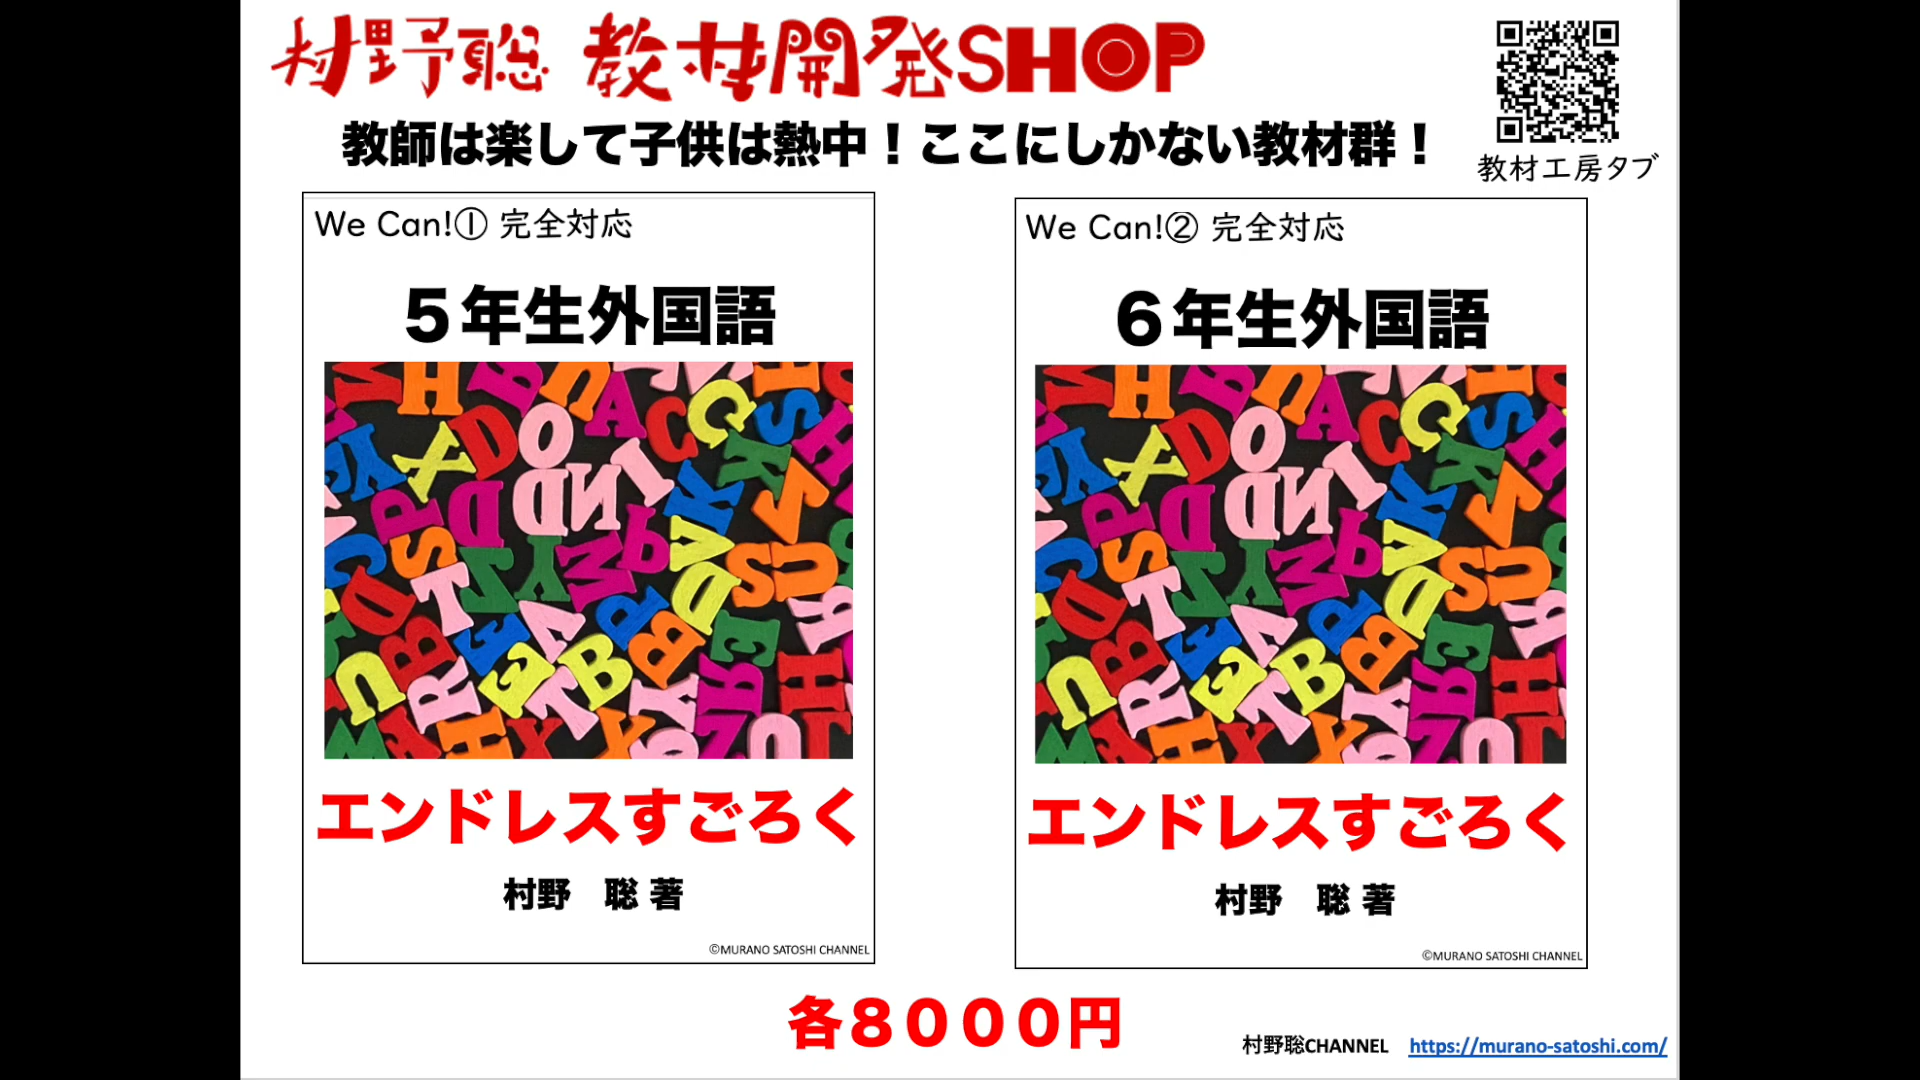 村野聡 教材開発SHOP
教師は楽して子供は熱中！ここにしかない教材群！
教材工房タブ
We Can!① 完全対応
５年生外国語
エンドレスすごろく
村野　聡 著
©MURANO SATOSHI CHANNEL
We Can!② 完全対応
６年生外国語
エンドレスすごろく
村野　聡 著
©MURANO SATOSHI CHANNEL
各８０００円
村野聡CHANNEL https://murano-satoshi.com/